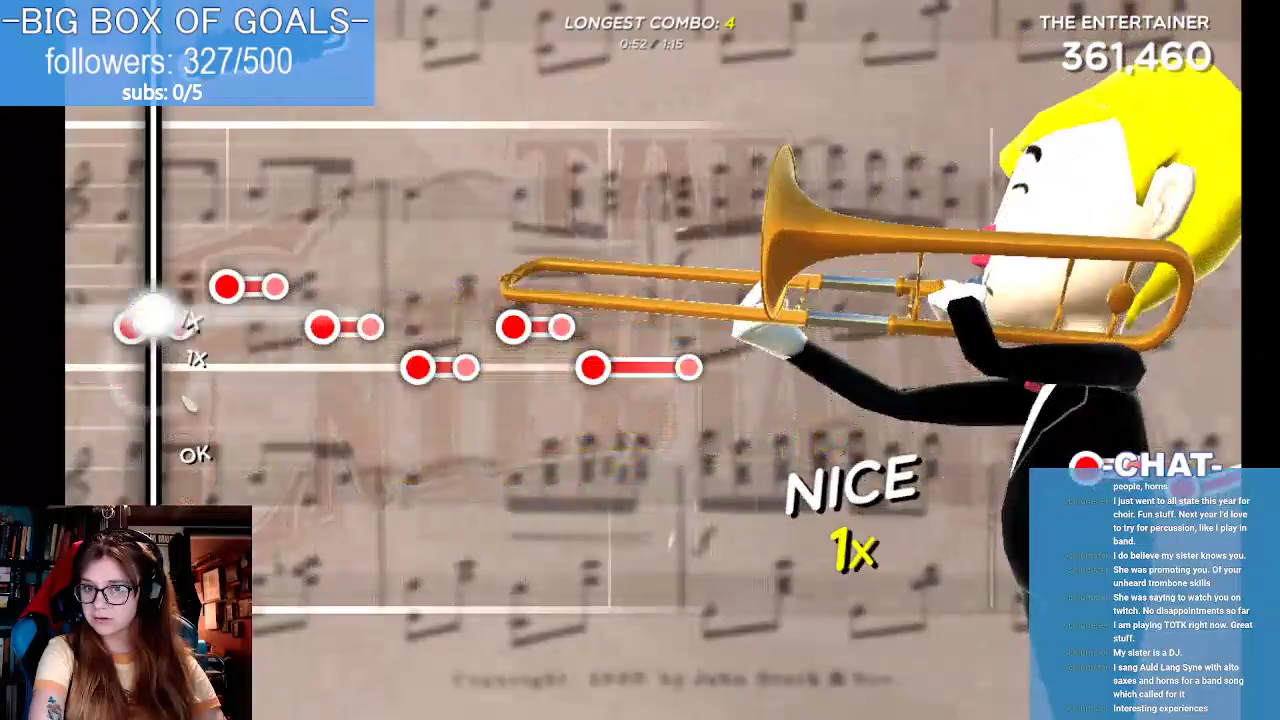 -BIG BOX OF GOALS-
followers: 327/500
subs: 0/5
LONGEST COMBO: 4
0:52 / 1:15
THE ENTERTAINER
361,460
4x
1x
OK
NICE
1x
-CHAT-
people, horns
I just went to all state this year for
choir. Fun stuff. Next year I'd love
to try for percussion, like I play in
band.
I do believe my sister knows you.
She was promoting you. Of your
unheard trombone skills
She was saying to watch you on
twitch. No disappointments so far
I am playing TOTK right now. Great
stuff.
My sister is a DJ.
I sang Auld Lang Syne with alto
saxes and horns for a band song
which called for it
Interesting experiences